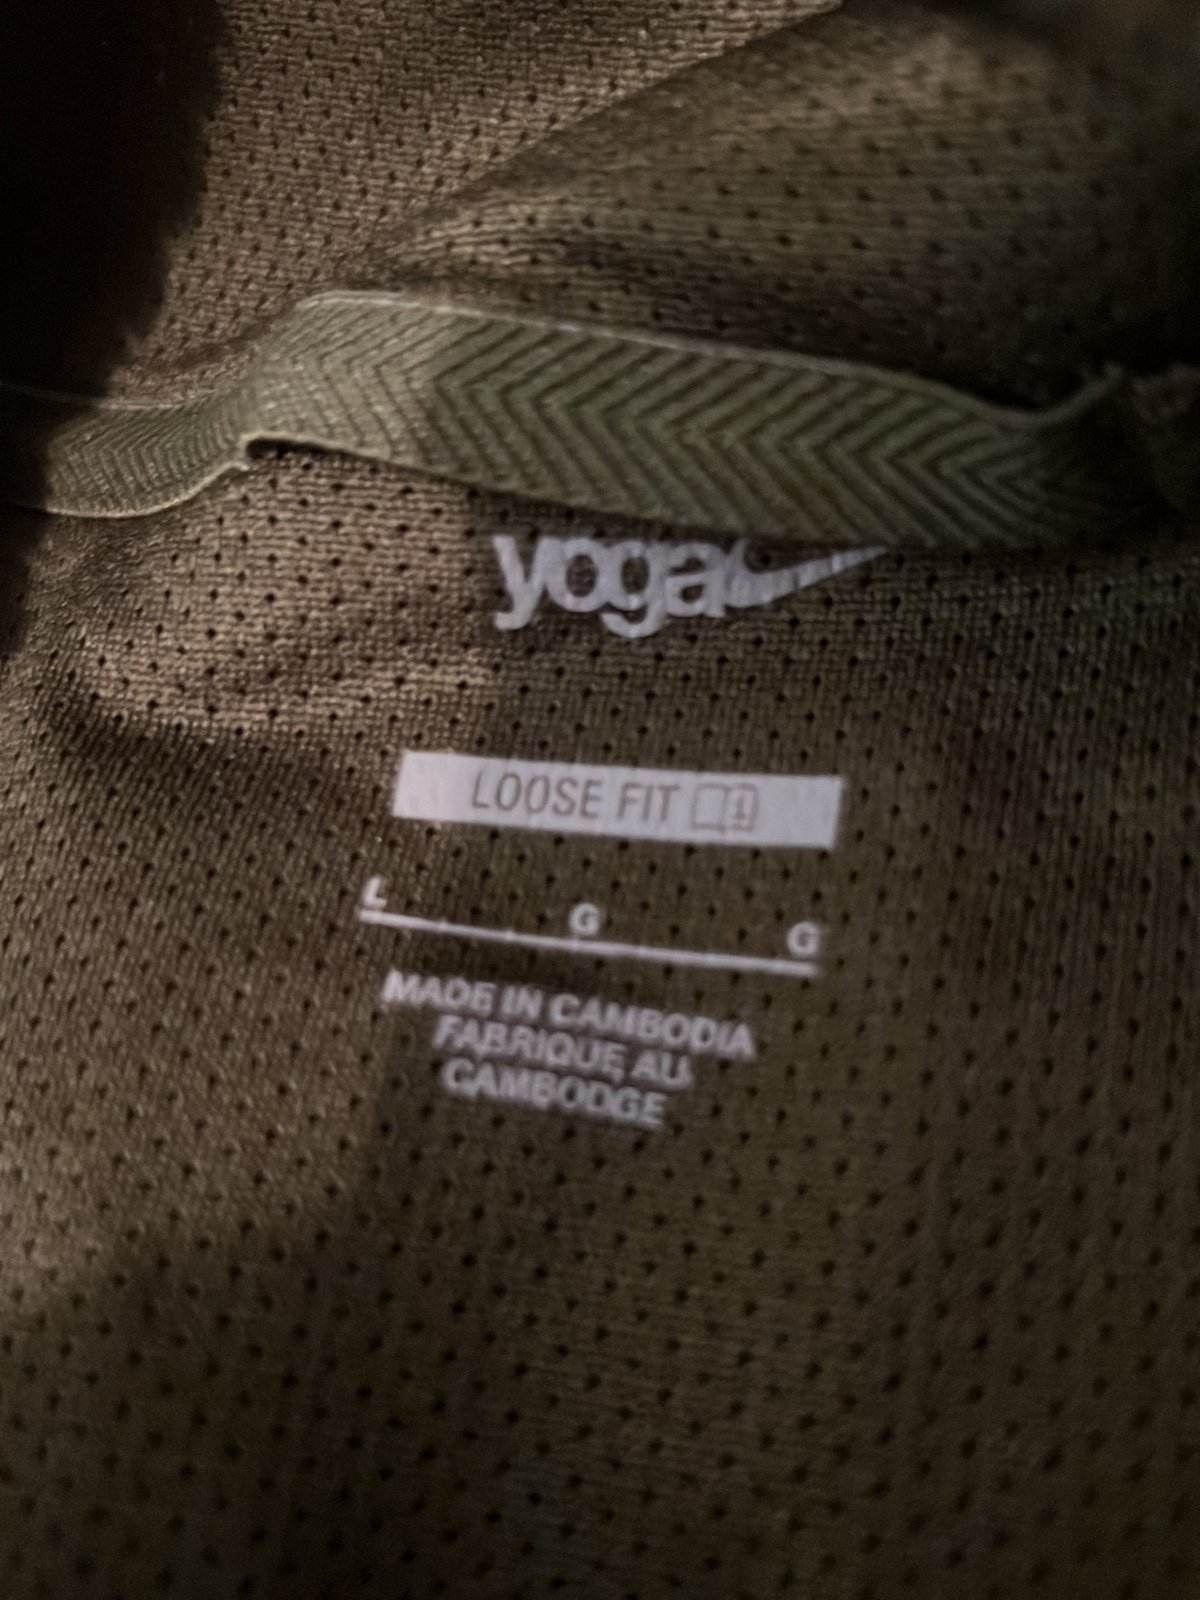 yoga
LOOSE FIT
L G G
MADE IN CAMBODIA
FABRIQUE AU
CAMBODGE